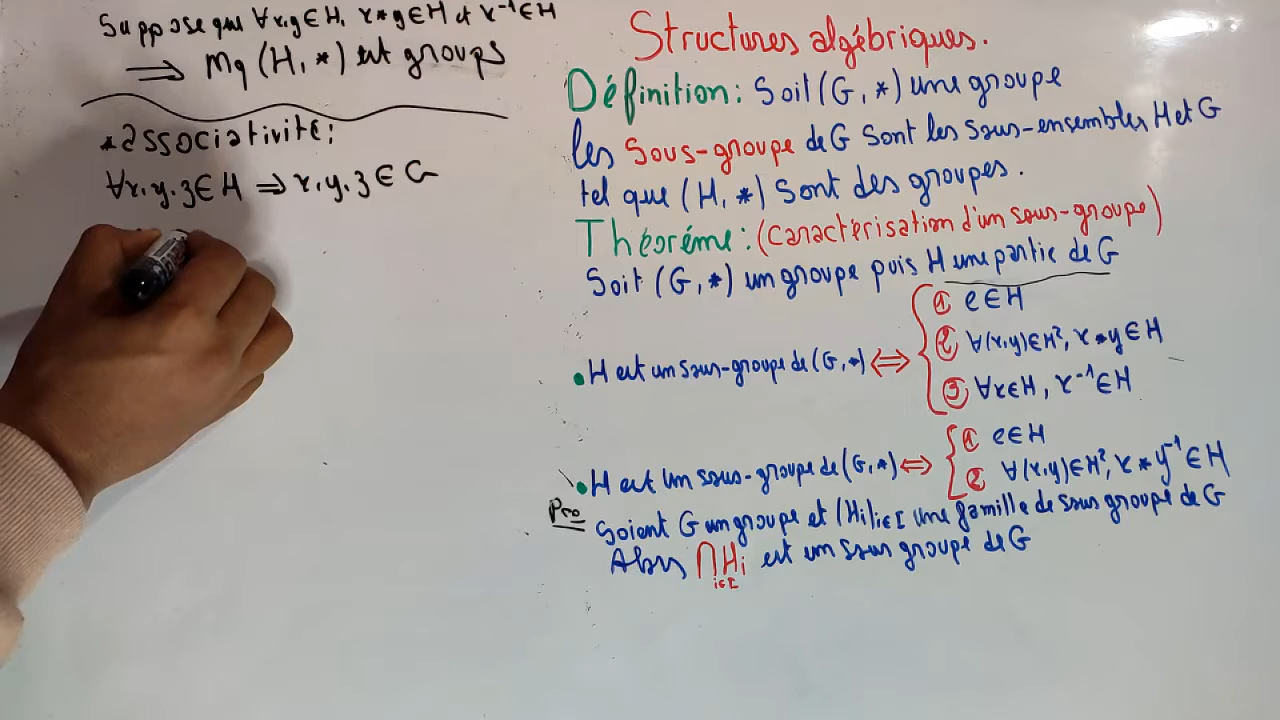 Suppose que ∀x,y∈H, x*y∈H et x⁻¹∈H
⟹ Mq (H,*) est groups
*associativité:
∀x,y,z∈H ⟹ x,y,z∈G
Structures algébriques.
Définition: Soit (G,*) une groupe
les Sous-groupe de G sont les sous-ensembles H et G
tel que (H,*) sont des groupes.
Théoréme: (caractérisation d'un sous-groupe)
Soit (G,*) un groupe puis H une partie de G
① e∈H
② ∀(x,y)∈H², x*y∈H
• H est un sous-groupe de (G,*) ⟺
③ ∀x∈H, x⁻¹∈H
① e∈H
• H est un sous-groupe de (G,*) ⟺ ② ∀(x,y)∈H², x*y⁻¹∈H
Pro Soient G un groupe et (Hi)i∈I une famille de sous groupe de G
Alors ⋂Hi est un sous groupe de G
i∈I